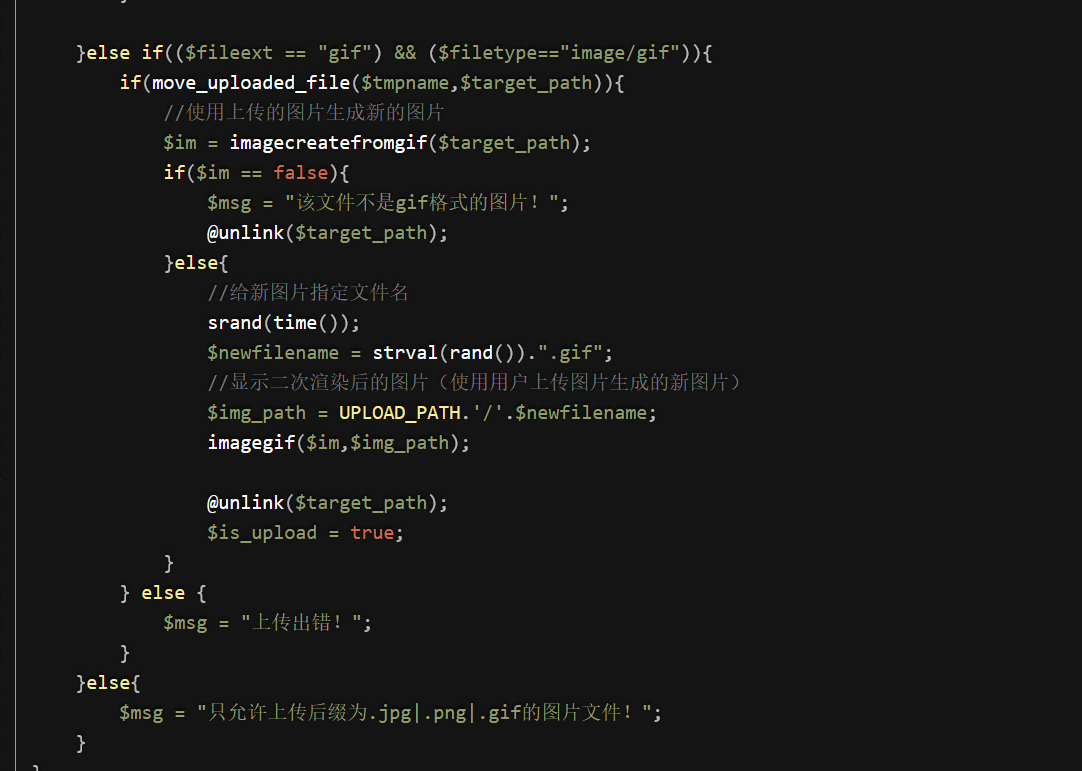 }else if(($fileext == "gif") && ($filetype=="image/gif")){
if(move_uploaded_file($tmpname,$target_path)){
//使用上传的图片生成新的图片
$im = imagecreatefromgif($target_path);
if($im == false){
$msg = "该文件不是gif格式的图片！";
@unlink($target_path);
}else{
//给新图片指定文件名
srand(time());
$newfilename = strval(rand()).".gif";
//显示二次渲染后的图片（使用用户上传图片生成的新图片）
$img_path = UPLOAD_PATH.'/'.$newfilename;
imagegif($im,$img_path);
@unlink($target_path);
$is_upload = true;
}
} else {
$msg = "上传出错！";
}
}else{
$msg = "只允许上传后缀为.jpg|.png|.gif的图片文件！";
}